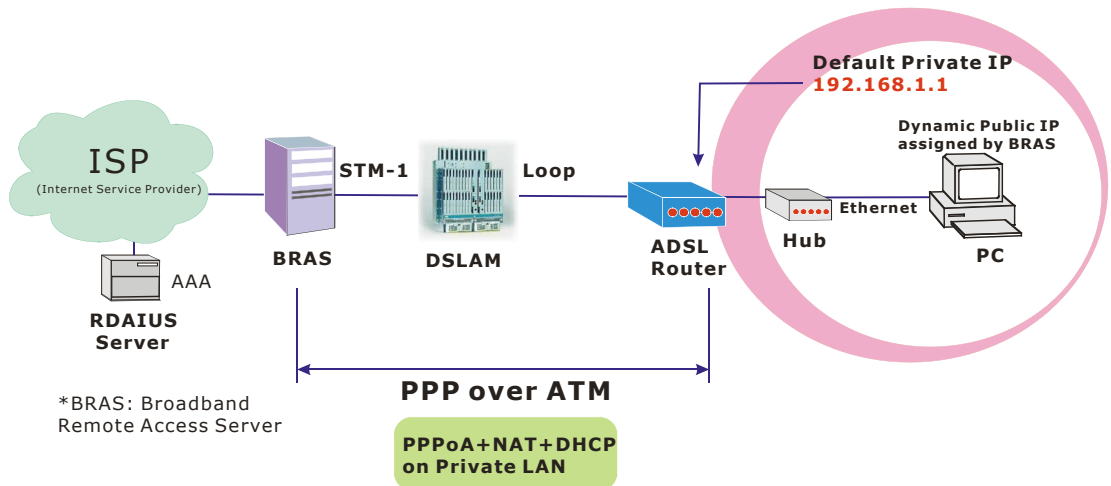 Default Private IP
192.168.1.1
Dynamic Public IP
assigned by BRAS
ISP
(Internet Service Provider)
STM-1
Loop
Ethernet
BRAS
DSLAM
ADSL
Router
Hub
PC
AAA
RDAIUS
Server
PPP over ATM
*BRAS: Broadband
Remote Access Server
PPPoA+NAT+DHCP
on Private LAN